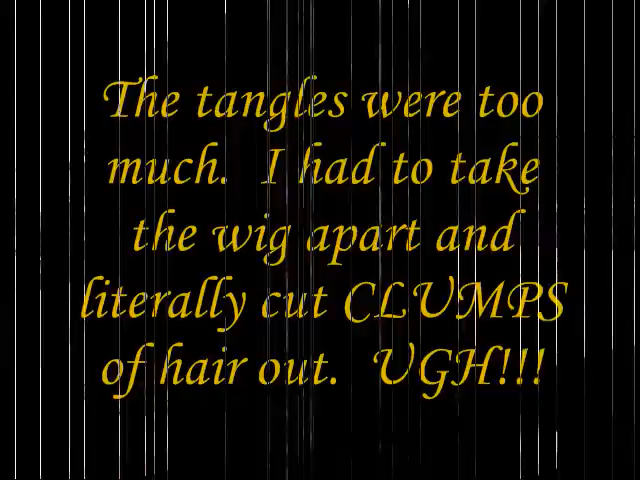 The tangles were too
much.  I had to take
the wig apart and
literally cut CLUMPS
of hair out.  UGH!!!